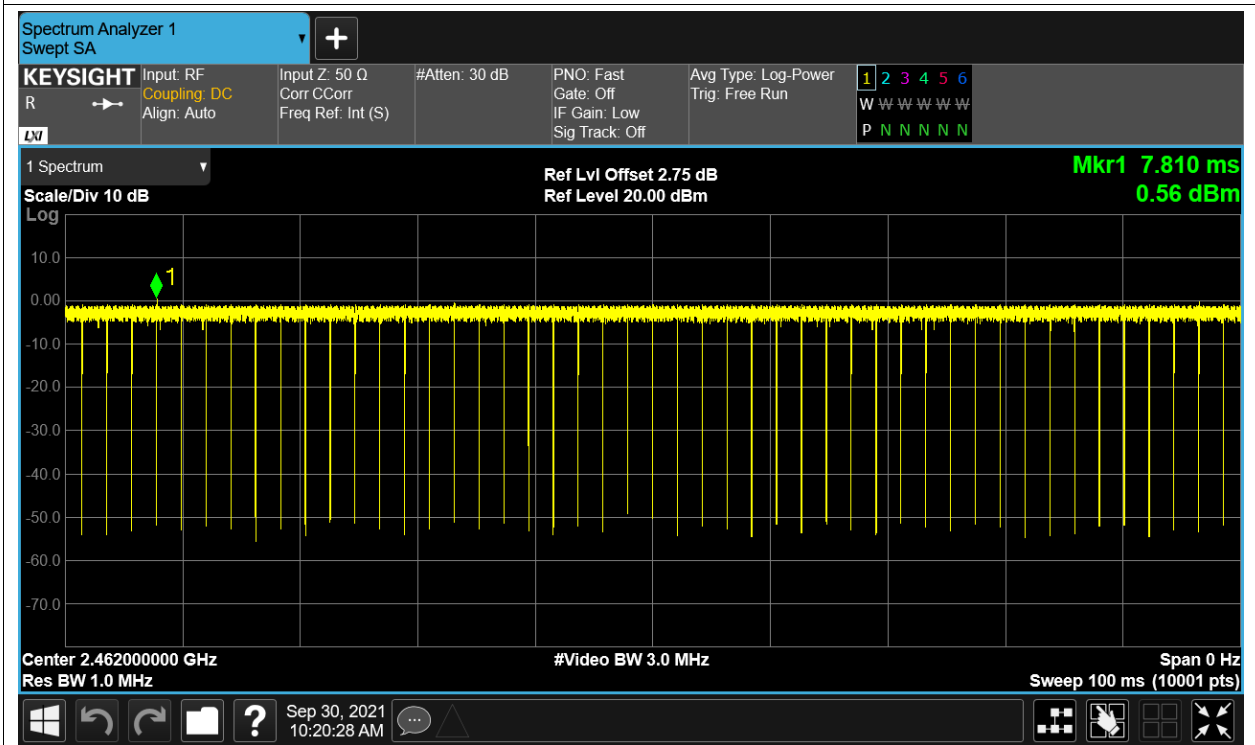 Spectrum Analyzer 1
Swept SA
KEYSIGHT
R
LXI
Input: RF
Coupling: DC
Align: Auto
Input Z: 50 Ω
Corr CCorr
Freq Ref: Int (S)
#Atten: 30 dB
PNO: Fast
Gate: Off
IF Gain: Low
Sig Track: Off
Avg Type: Log-Power
Trig: Free Run
1 2 3 4 5 6
W W W W W W
P N N N N N
1 Spectrum
Scale/Div 10 dB
Ref Lvl Offset 2.75 dB
Ref Level 20.00 dBm
Mkr1 7.810 ms
0.56 dBm
Log
10.0
1
0.00
-10.0
-20.0
-30.0
-40.0
-50.0
-60.0
-70.0
Center 2.462000000 GHz
#Video BW 3.0 MHz
Span 0 Hz
Res BW 1.0 MHz
Sweep 100 ms (10001 pts)
?
Sep 30, 2021
10:20:28 AM